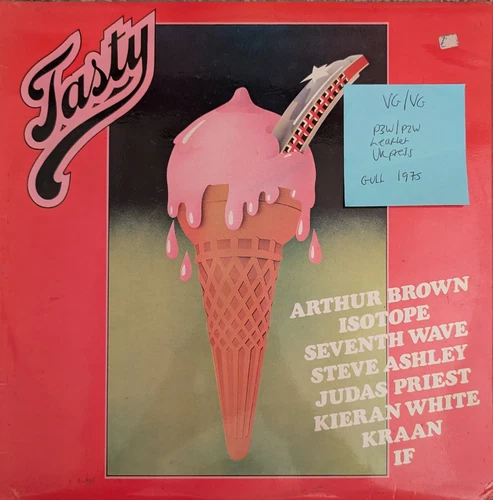 Tasty
VG/VG
P3W/P2W
Leaflet
UK press
GULL 1975
ARTHUR BROWN
ISOTOPE
SEVENTH WAVE
STEVE ASHLEY
JUDAS PRIEST
KIERAN WHITE
KRAAN
IF